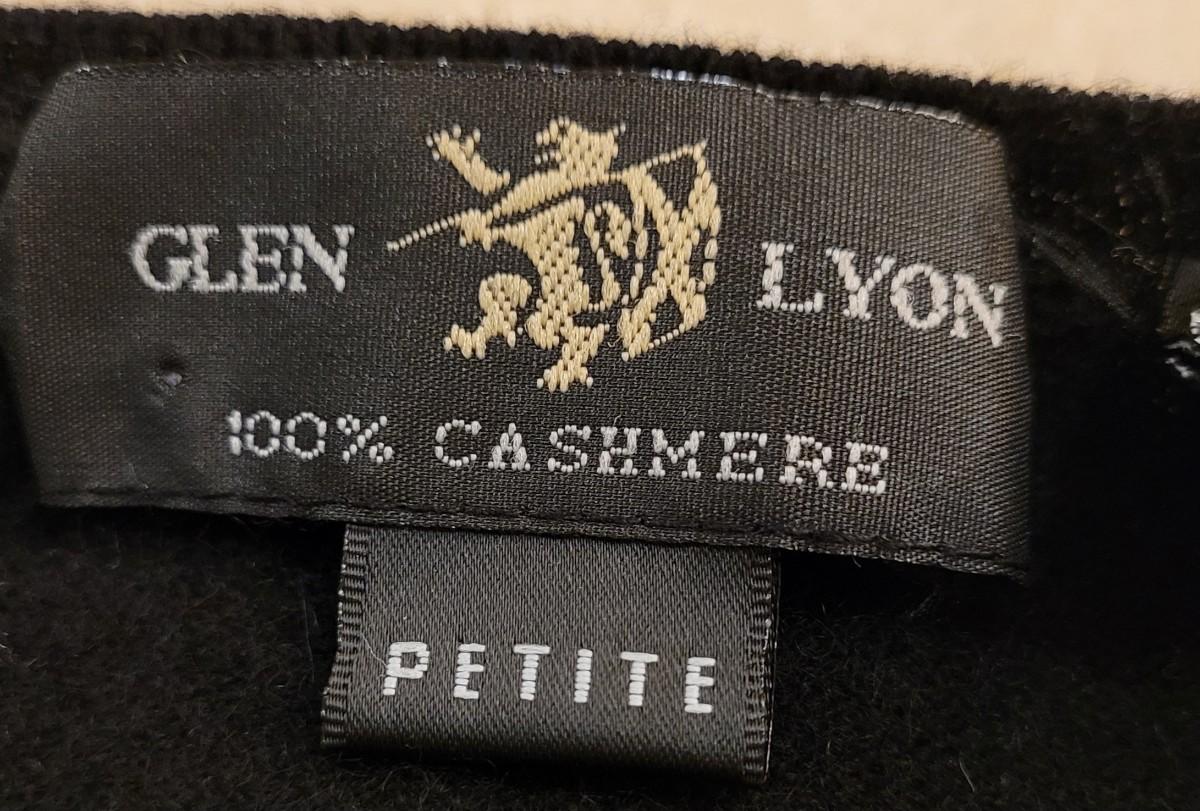 GLEN LYON
100% CASHMERE
PETITE